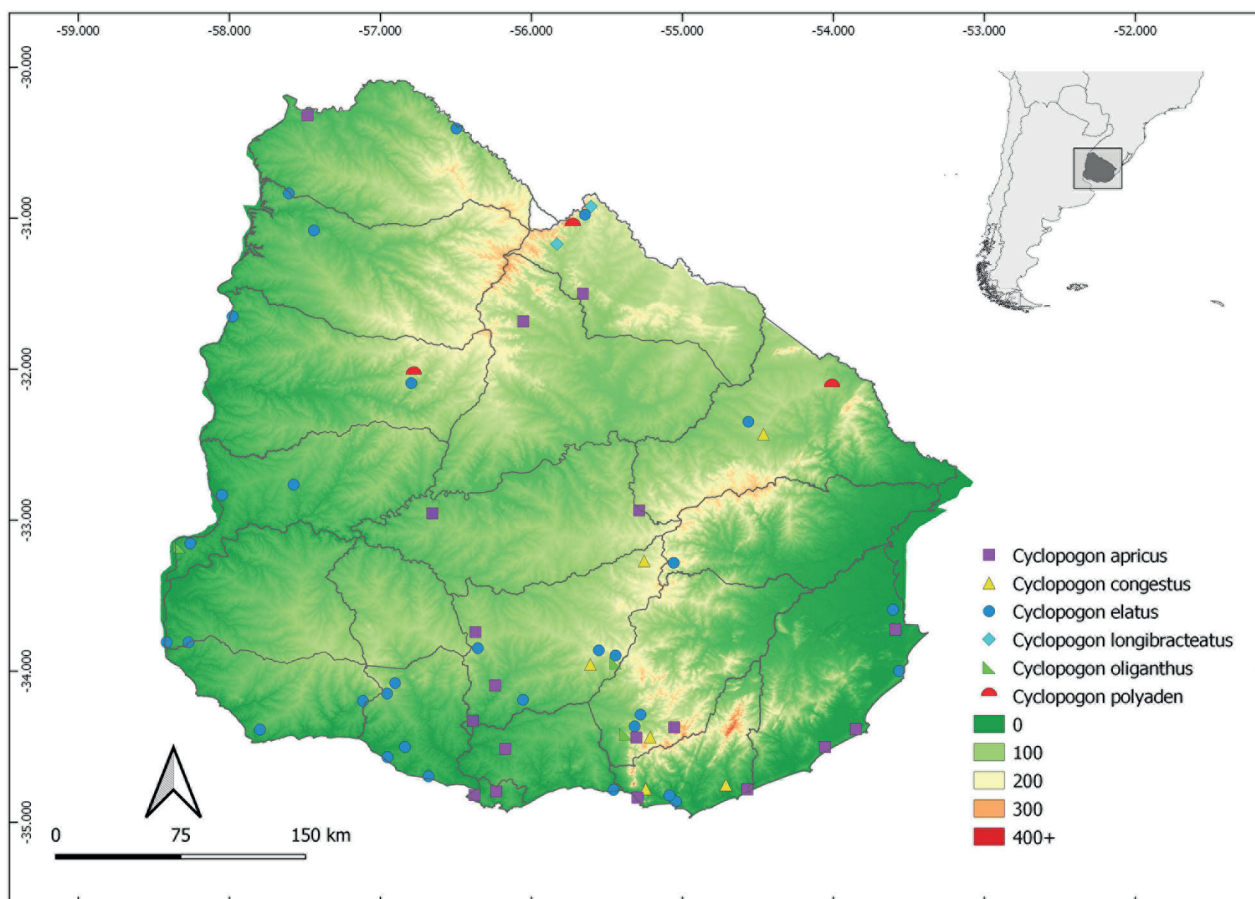 -59.000 -58.000 -57.000 -56.000 -55.000 -54.000 -53.000 -52.000
-30.000
-31.000
-32.000
-33.000
-34.000
-35.000
Cyclopogon apricus
Cyclopogon congestus
Cyclopogon elatus
Cyclopogon longibracteatus
Cyclopogon oliganthus
Cyclopogon polyaden
0
100
200
300
400+
0 75 150 km